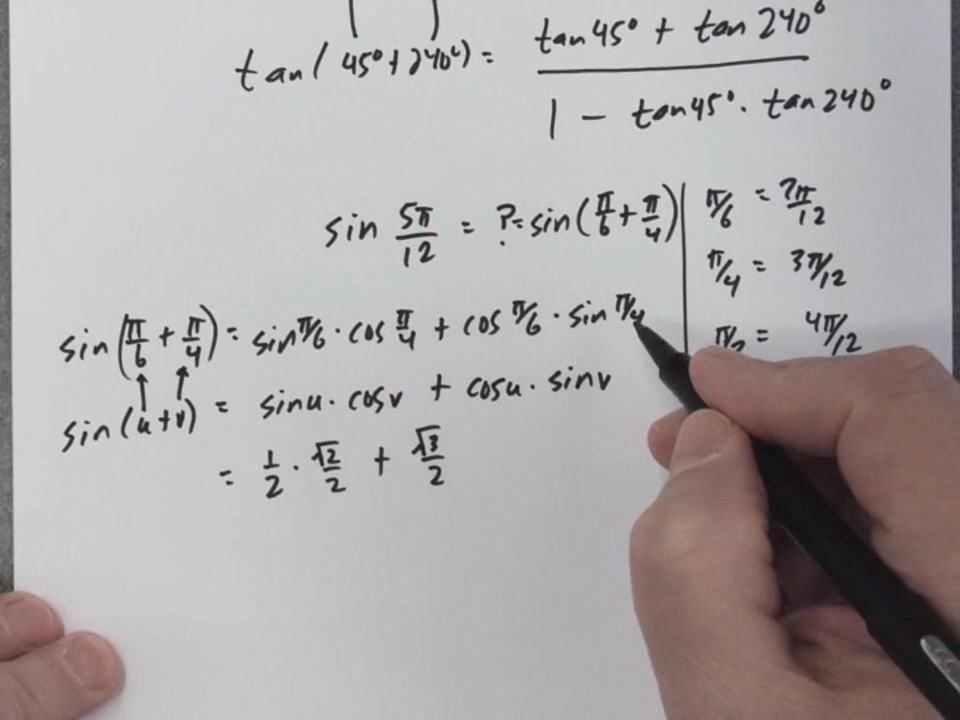 tan(45°+240°) = tan45° + tan240° / 1 - tan45° · tan240°
sin 5π/12 = ?= sin(π/6 + π/4)
π/6 = 2π/12
π/4 = 3π/12
π/3 = 4π/12
sin(π/6 + π/4) = sin π/6 · cos π/4 + cos π/6 · sin π/4
sin(u+v) = sinu · cosv + cosu · sinv
= 1/2 · √2/2 + √3/2